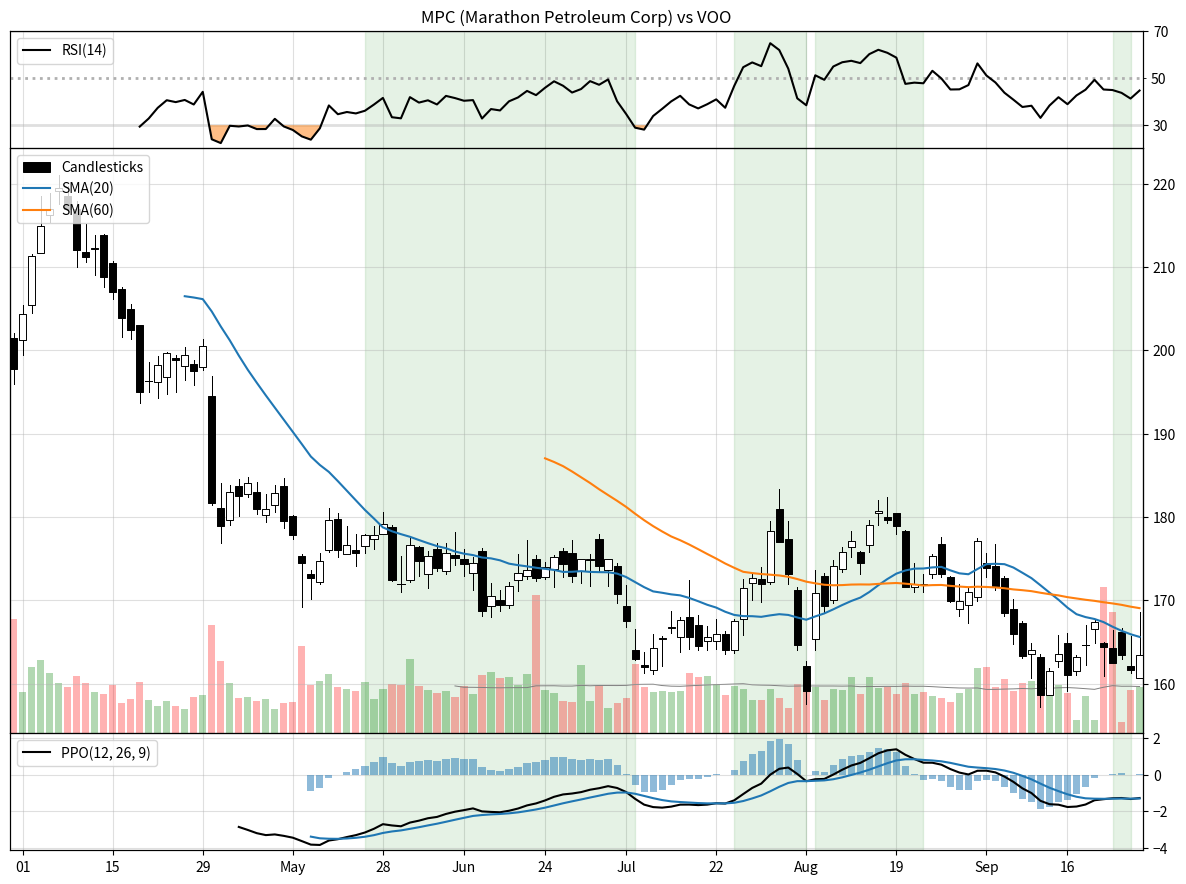 MPC (Marathon Petroleum Corp) vs VOO
RSI(14)
70
50
30
Candlesticks
SMA(20)
SMA(60)
220
210
200
190
180
170
160
PPO(12, 26, 9)
2
0
−2
−4
01 15 29 May 28 Jun 24 Jul 22 Aug 19 Sep 16